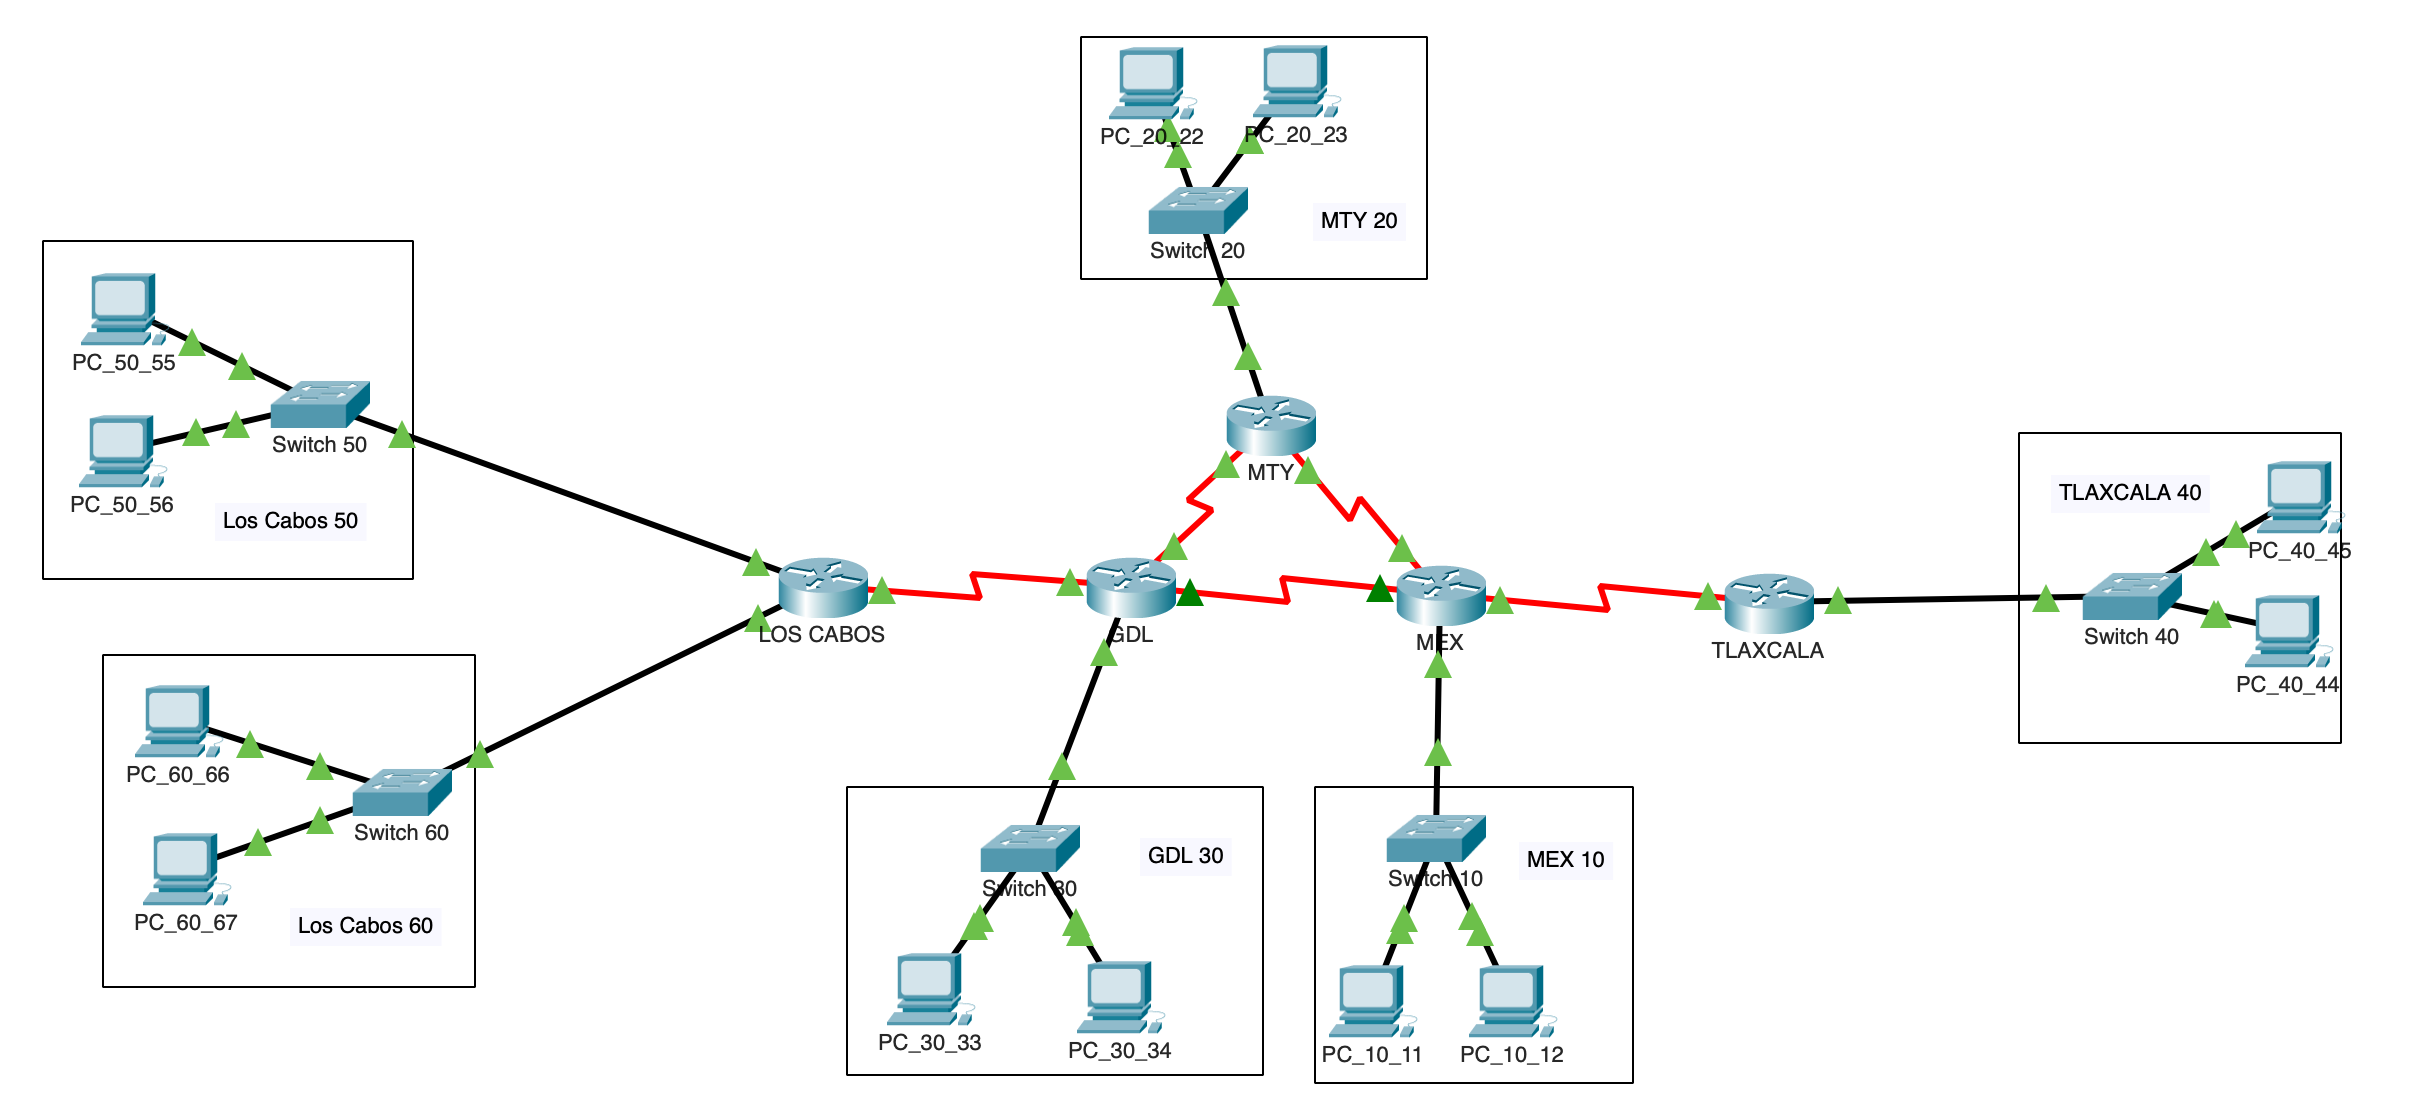 PC_20_22
PC_20_23
MTY 20
Switch 20
PC_50_55
Switch 50
PC_50_56
Los Cabos 50
MTY
TLAXCALA 40
PC_40_45
Switch 40
PC_40_44
LOS CABOS
GDL
MEX
TLAXCALA
PC_60_66
Switch 60
PC_60_67
Los Cabos 60
GDL 30
Switch 30
PC_30_33
PC_30_34
MEX 10
Switch 10
PC_10_11
PC_10_12